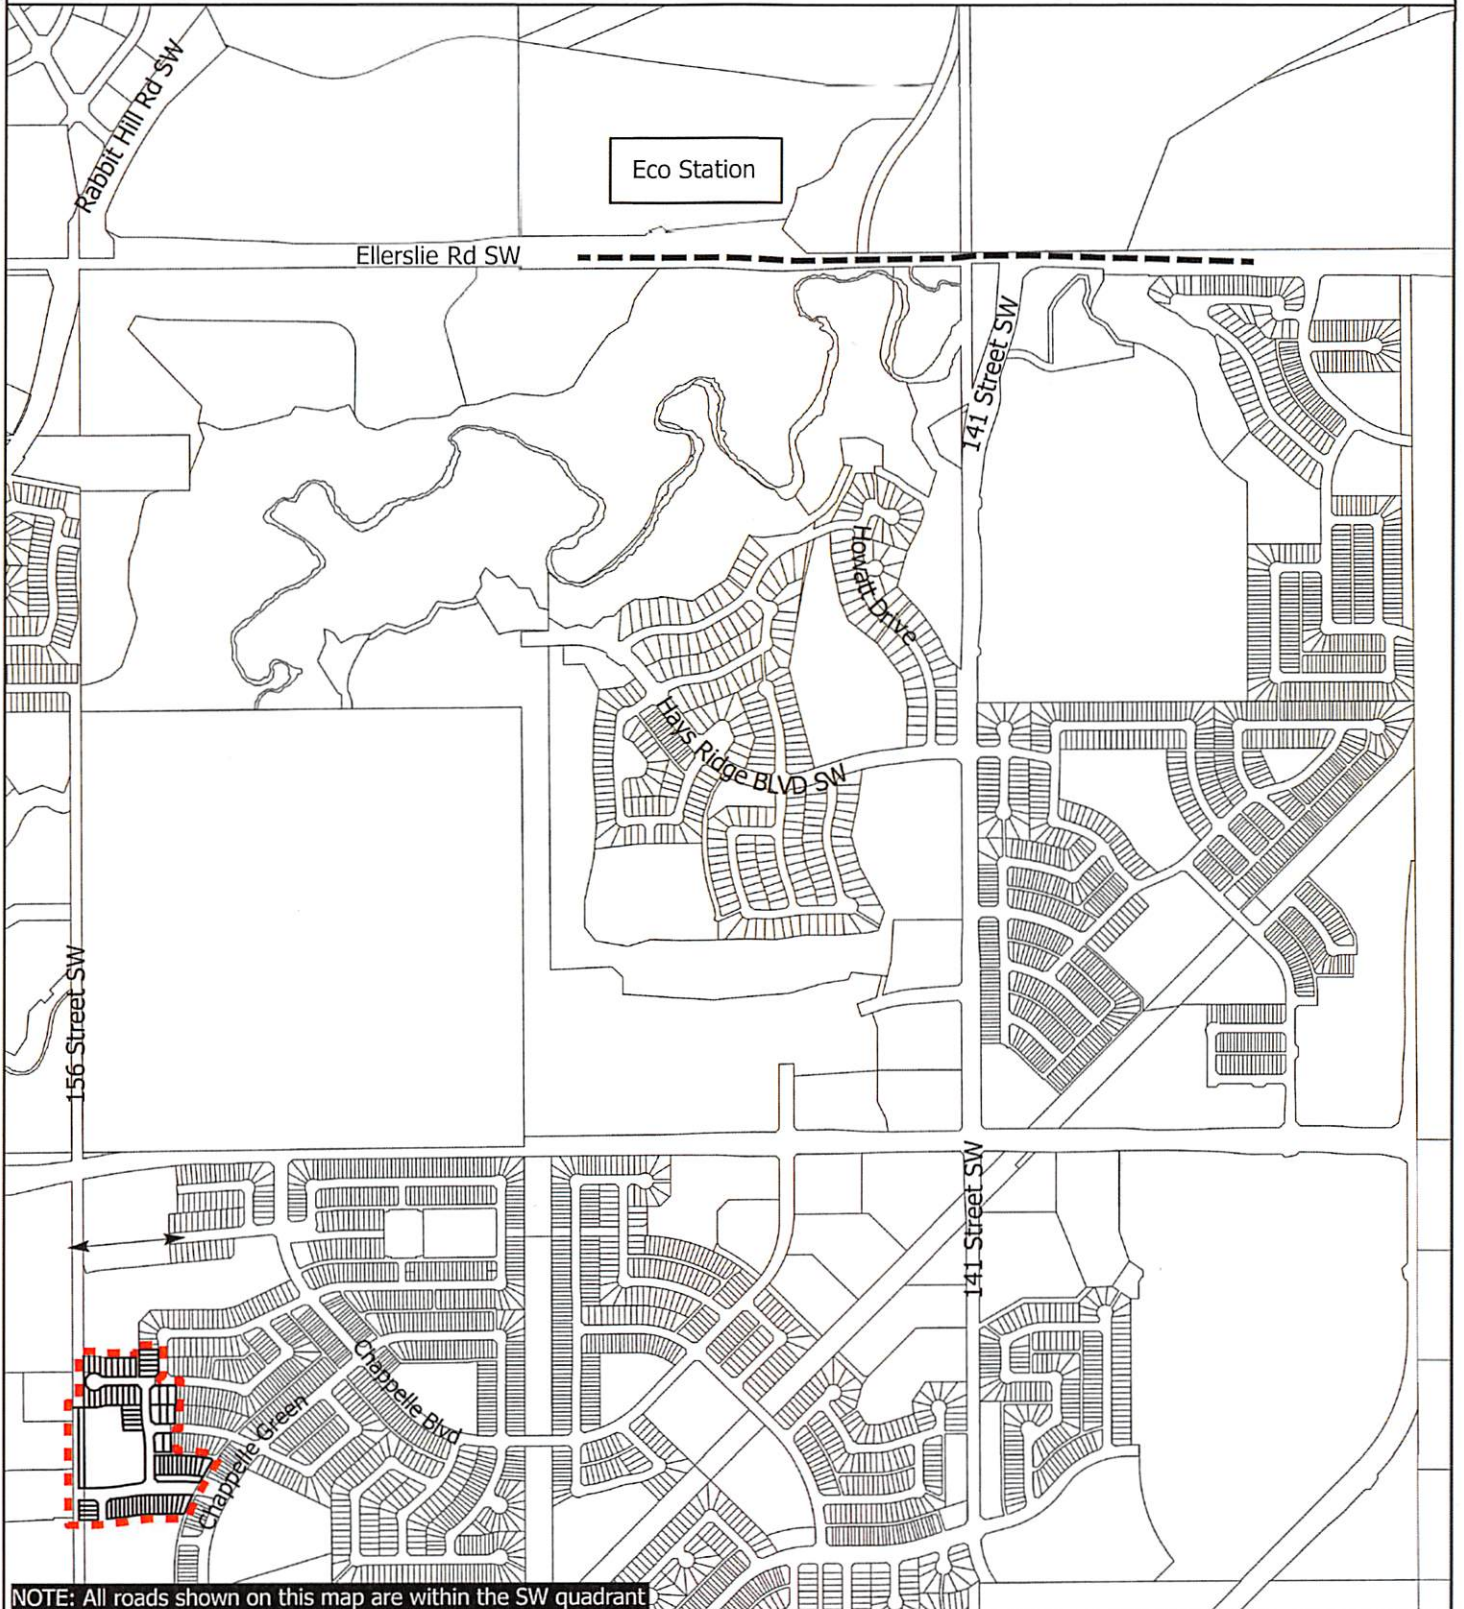 Rabbit Hill Rd SW
Eco Station
Ellerslie Rd SW
141 Street SW
Howatt Drive
Hays Ridge BLVD SW
156 Street SW
141 Street SW
Chappelle Blvd
Chappelle Green
NOTE: All roads shown on this map are within the SW quadrant